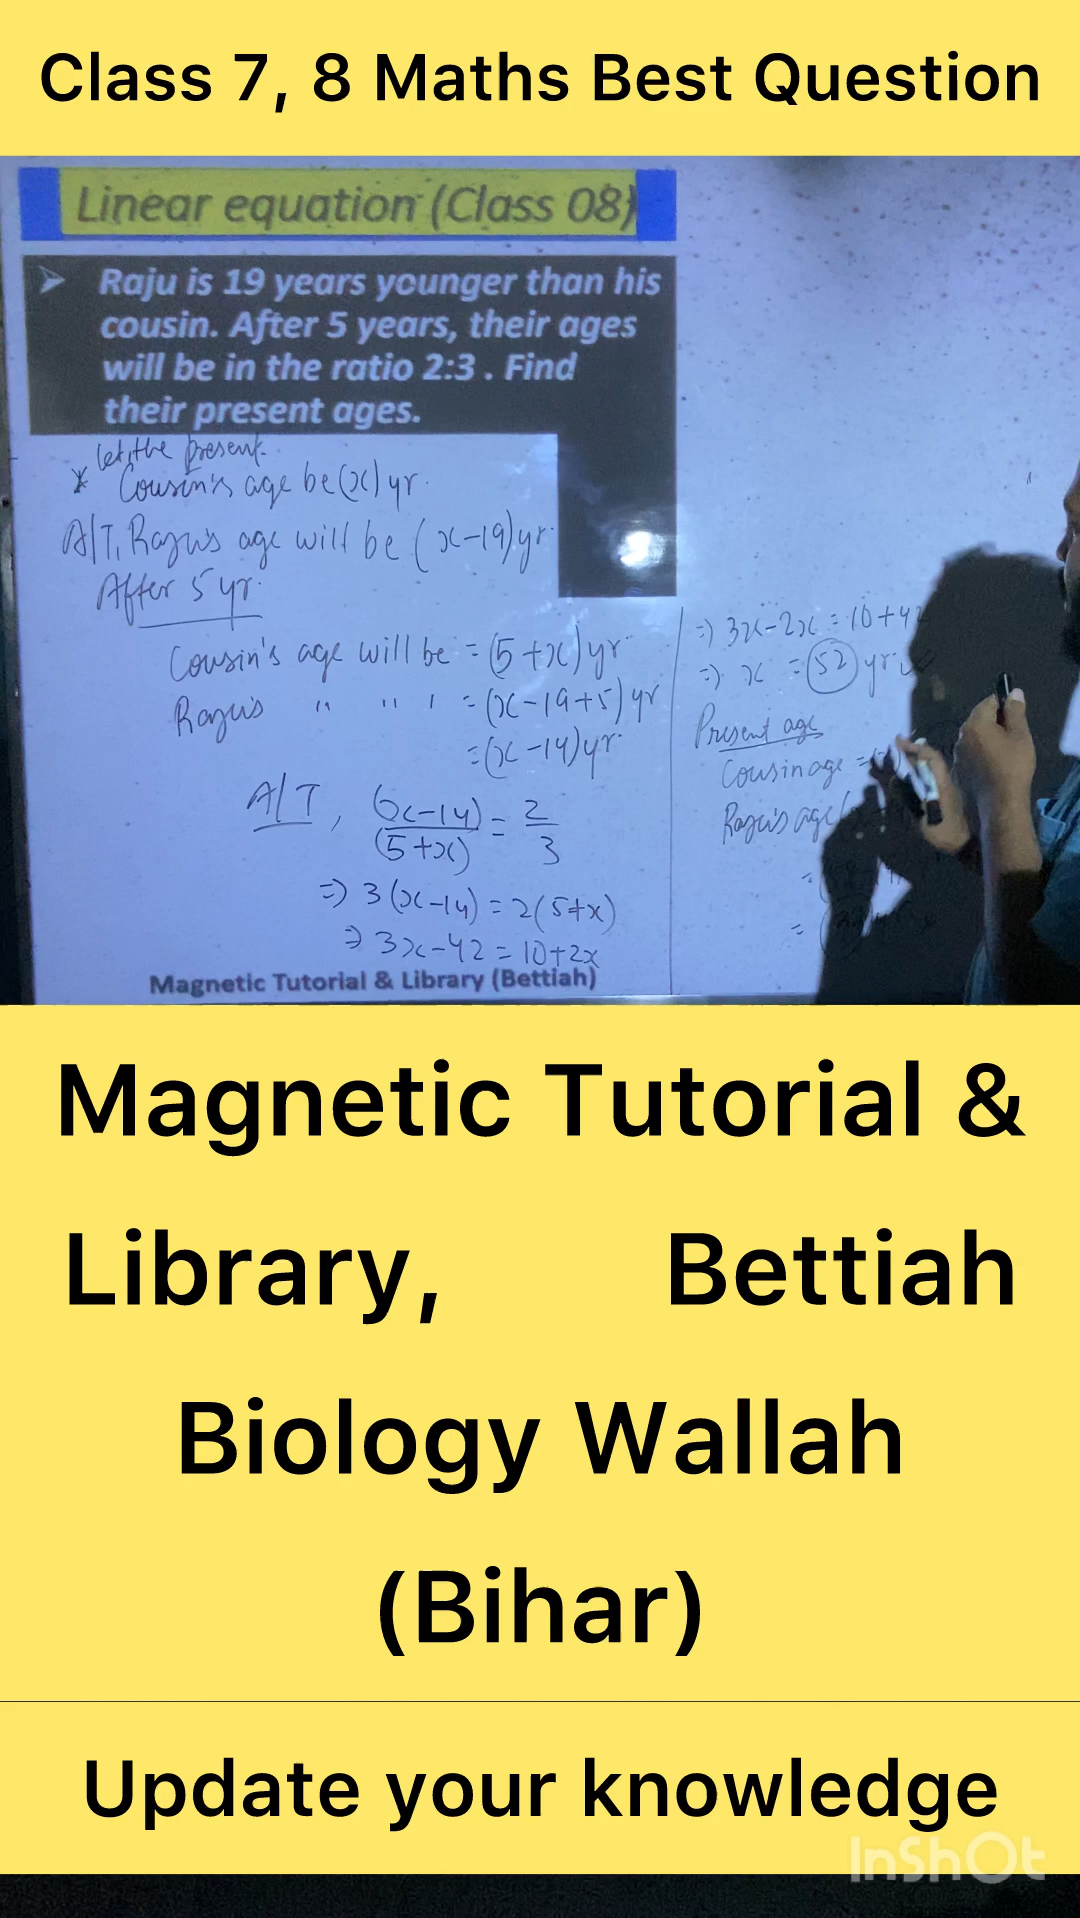 Class 7, 8 Maths Best Question
Linear equation (Class 08)
➤ Raju is 19 years younger than his
cousin. After 5 years, their ages
will be in the ratio 2:3 . Find
their present ages.
let, the present.
* Cousin's age be (x) yr.
A/T, Raju's age will be (x-19) yr.
After 5 yr.
Cousin's age will be = (5+x) yr
Raju's " " " = (x-19+5) yr
= (x-14) yr.
A/T, (x-14)/(5+x) = 2/3
=> 3(x-14) = 2(5+x)
=> 3x-42 = 10+2x
=> 3x-2x = 10+42
=> x = 52 yr
Present age
Cousin age =
Raju's age
=
=
Magnetic Tutorial & Library (Bettiah)
Magnetic Tutorial &
Library, Bettiah
Biology Wallah
(Bihar)
Update your knowledge
InShOt